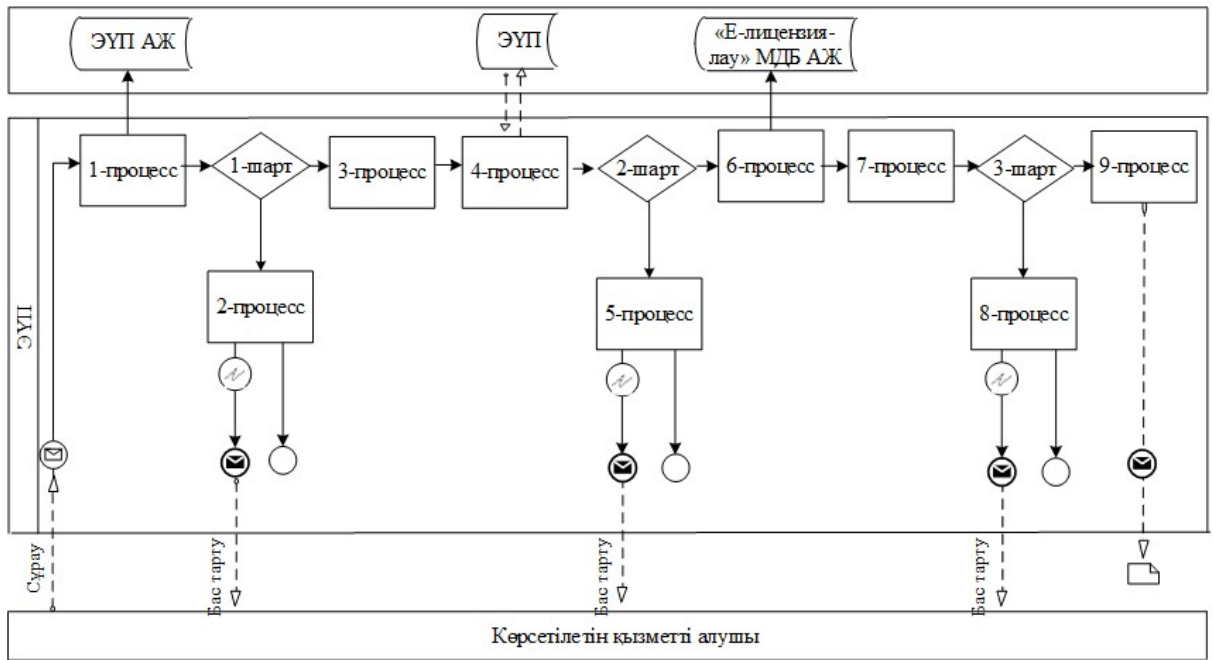 ЭҮП АЖ
ЭҮП
«Е-лицензия-
лау» МДБ АЖ
1-процесс
1-шарт
3-процесс
4-процесс
2-шарт
6-процесс
7-процесс
3-шарт
9-процесс
2-процесс
5-процесс
8-процесс
ЭҮП
Сұрау
Бас тарту
Бас тарту
Бас тарту
Көрсетілетін қызметті алушы